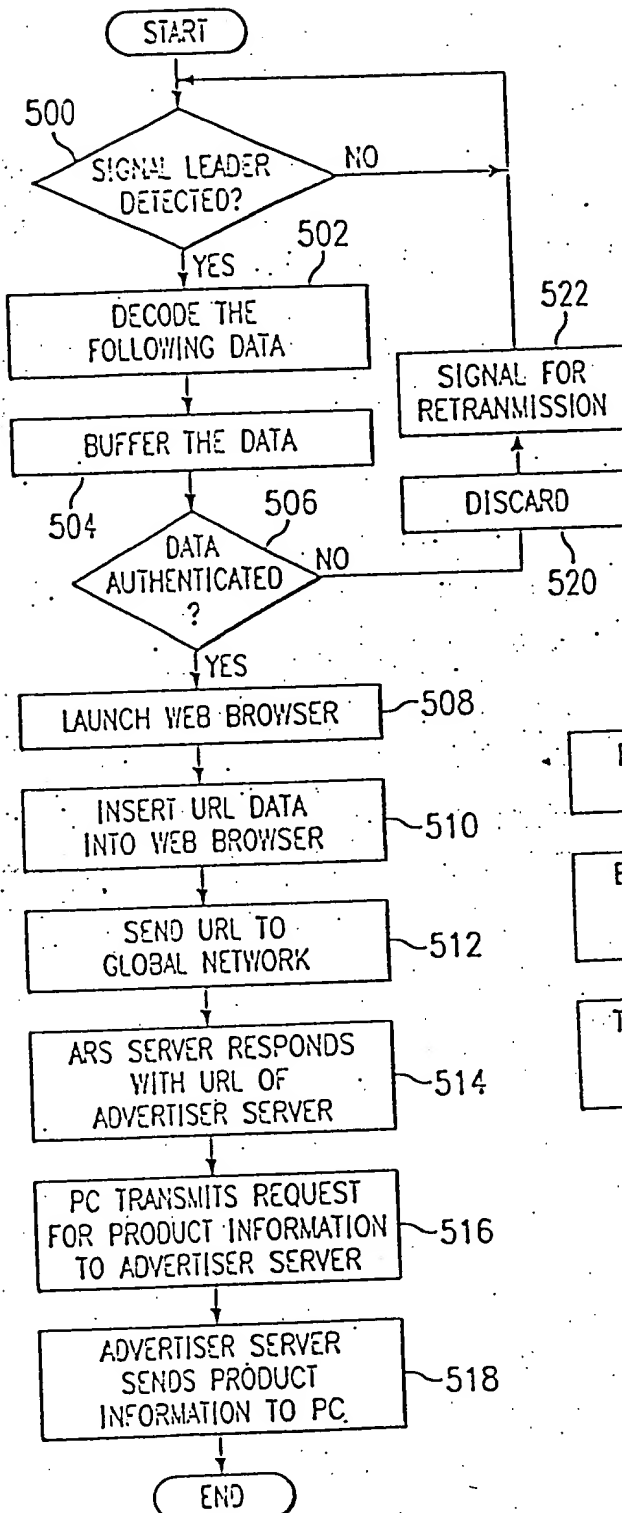 START
500
SIGNAL LEADER
DETECTED?
NO
YES
502
DECODE THE
FOLLOWING DATA
522
SIGNAL FOR
RETRANMISSION
BUFFER THE DATA
504
506
DATA
AUTHENTICATED
?
NO
DISCARD
520
YES
LAUNCH WEB BROWSER
508
INSERT URL DATA
INTO WEB BROWSER
510
SEND URL TO
GLOBAL NETWORK
512
ARS SERVER RESPONDS
WITH URL OF
ADVERTISER SERVER
514
PC TRANSMITS REQUEST
FOR PRODUCT INFORMATION
TO ADVERTISER SERVER
516
ADVERTISER SERVER
SENDS PRODUCT
INFORMATION TO PC
518
END